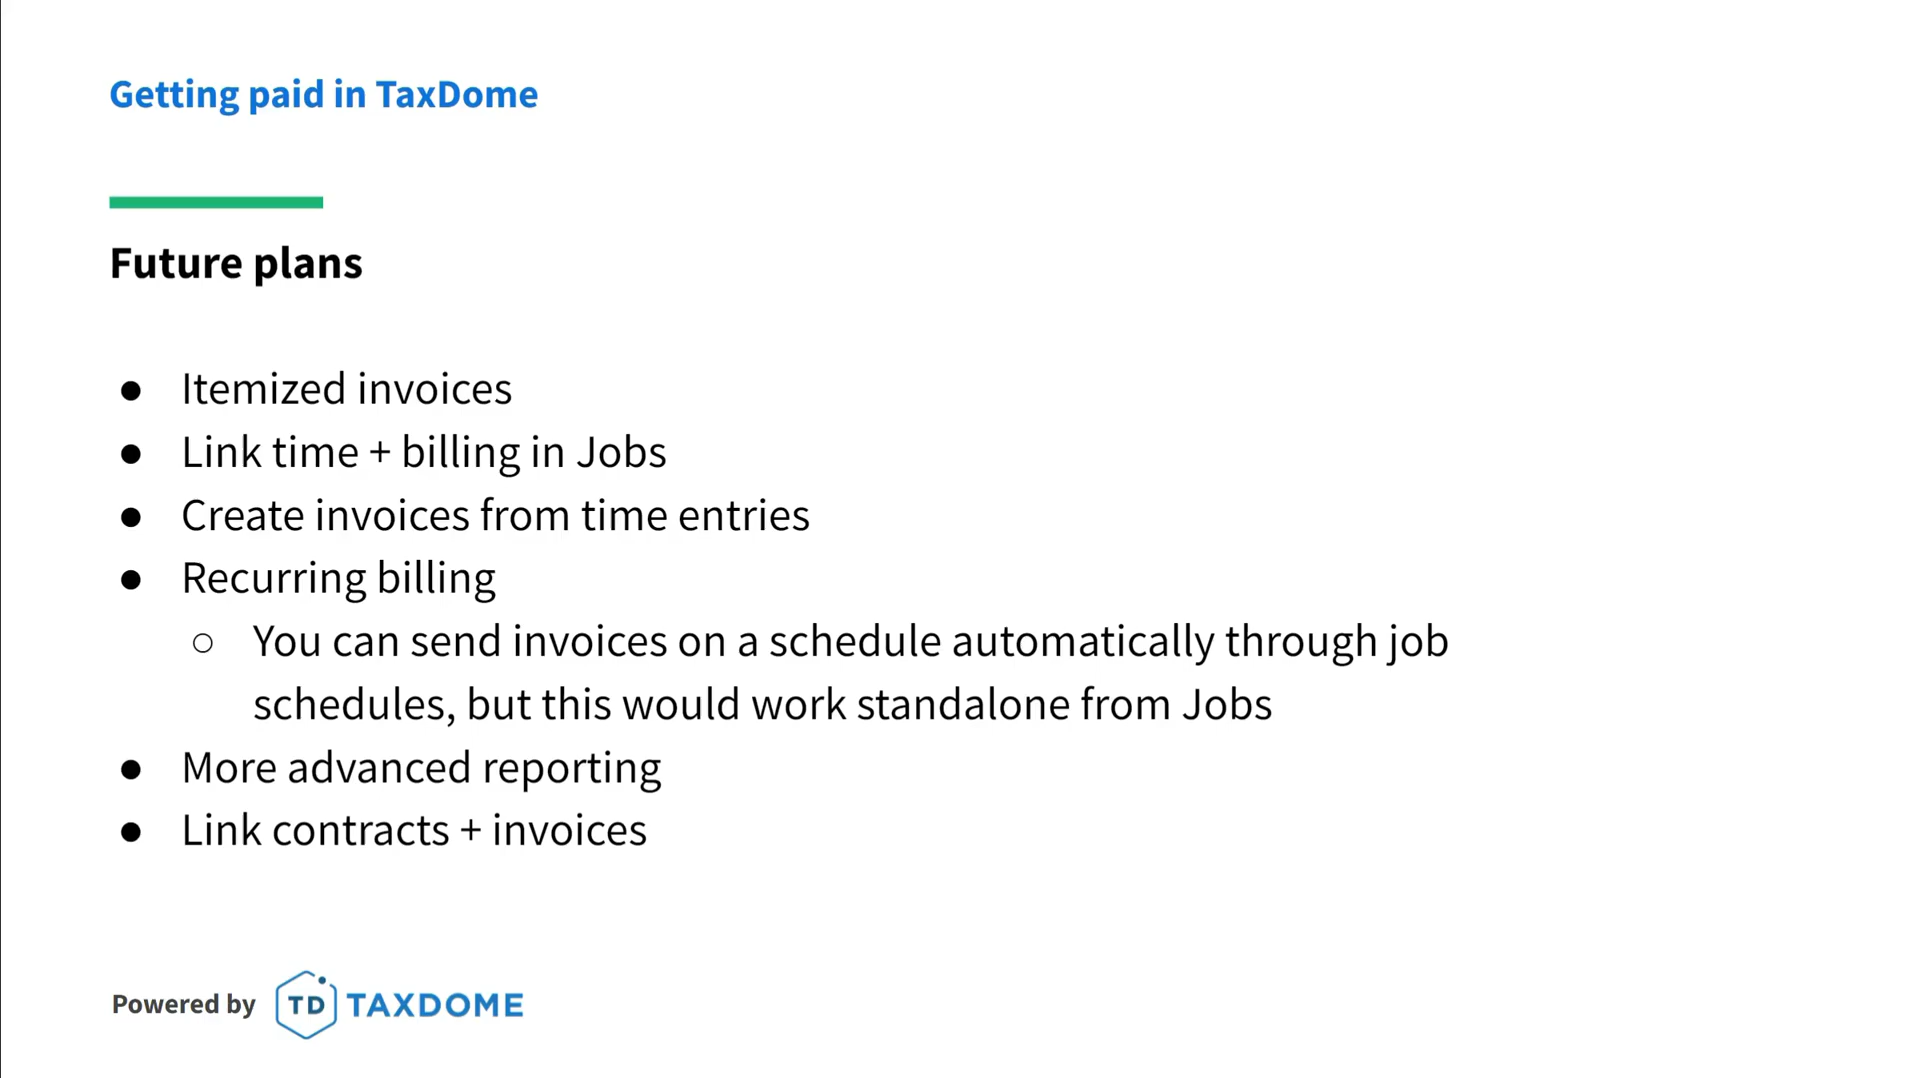 Getting paid in TaxDome
Future plans
● Itemized invoices
● Link time + billing in Jobs
● Create invoices from time entries
● Recurring billing
○ You can send invoices on a schedule automatically through job
schedules, but this would work standalone from Jobs
● More advanced reporting
● Link contracts + invoices
Powered by TD TAXDOME